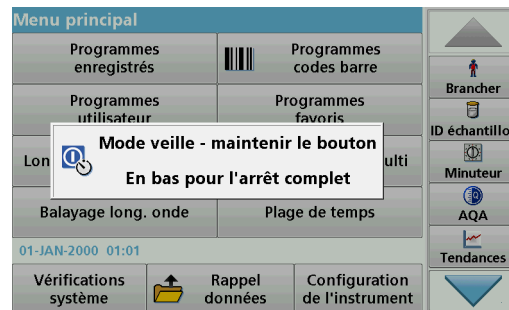 Menu principal
Programmes
enregistrés
Programmes
codes barre
Programmes
utilisateur
Programmes
favoris
Mode veille - maintenir le bouton
En bas pour l'arrêt complet
Lon
ulti
Balayage long. onde
Plage de temps
01-JAN-2000 01:01
Vérifications
système
Rappel
données
Configuration
de l'instrument
Brancher
ID échantillo
Minuteur
AQA
Tendances